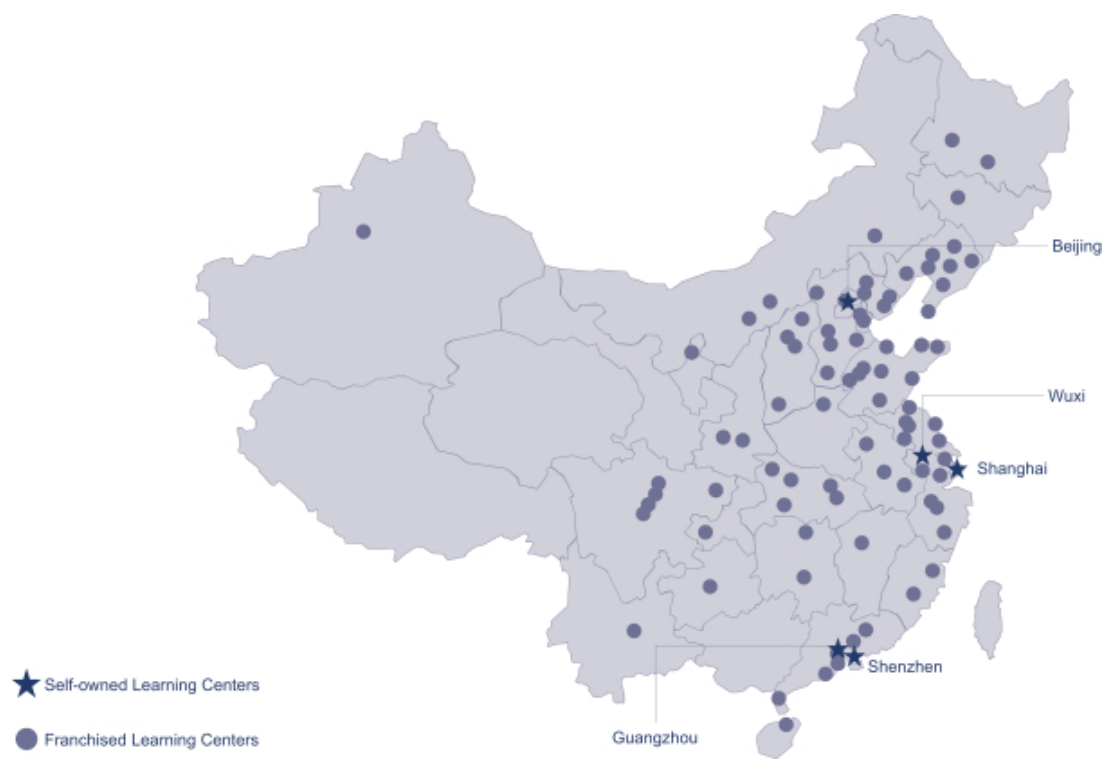 Beijing
Wuxi
Shanghai
Shenzhen
Guangzhou
Self-owned Learning Centers
Franchised Learning Centers